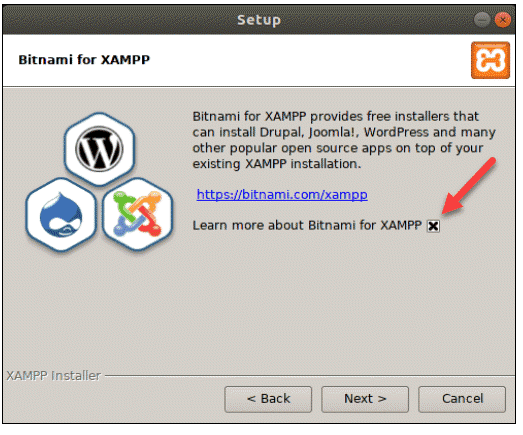 Setup
Bitnami for XAMPP
Bitnami for XAMPP provides free installers that
can install Drupal, Joomla!, WordPress and many
other popular open source apps on top of your
existing XAMPP installation.
https://bitnami.com/xampp
Learn more about Bitnami for XAMPP
XAMPP Installer
< Back
Next >
Cancel